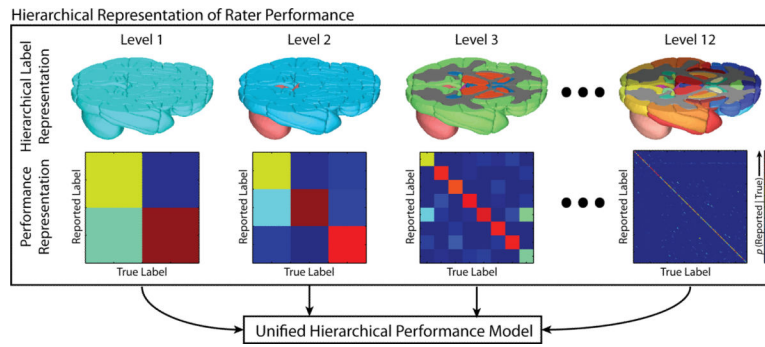 Hierarchical Representation of Rater Performance
Level 1
Level 2
Level 3
Level 12
Hierarchical Label
Representation
Performance
Representation
Reported Label
True Label
Reported Label
True Label
Reported Label
True Label
Reported Label
True Label
p (Reported | True)
Unified Hierarchical Performance Model